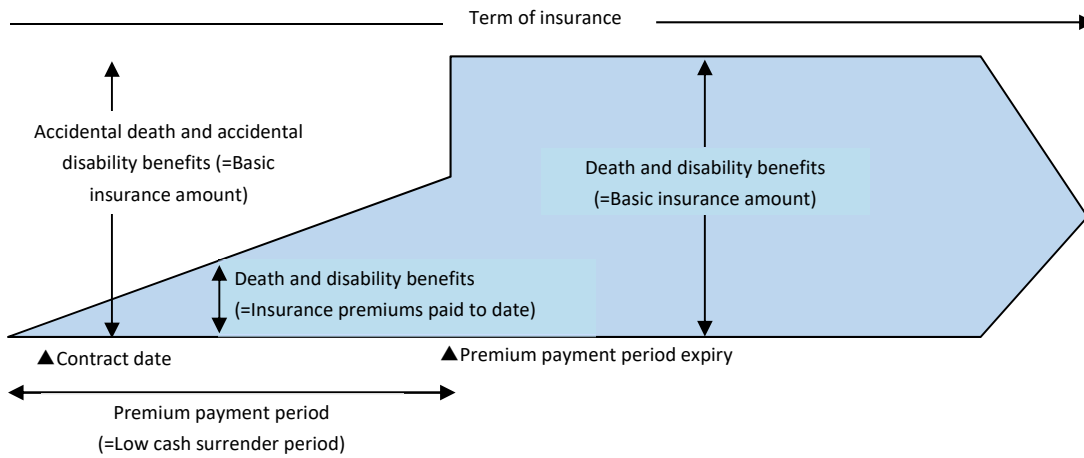 Term of insurance
Accidental death and accidental
disability benefits (=Basic
insurance amount)
Death and disability benefits
(=Basic insurance amount)
Death and disability benefits
(=Insurance premiums paid to date)
▲Contract date
▲Premium payment period expiry
Premium payment period
(=Low cash surrender period)